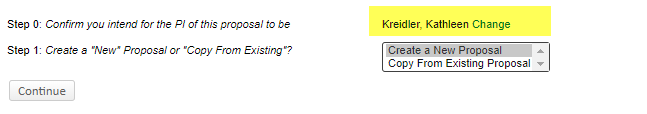 Step 0: Confirm you intend for the PI of this proposal to be Kreidler, Kathleen Change
Step 1: Create a "New" Proposal or "Copy From Existing"? Create a New Proposal
Copy From Existing Proposal
Continue